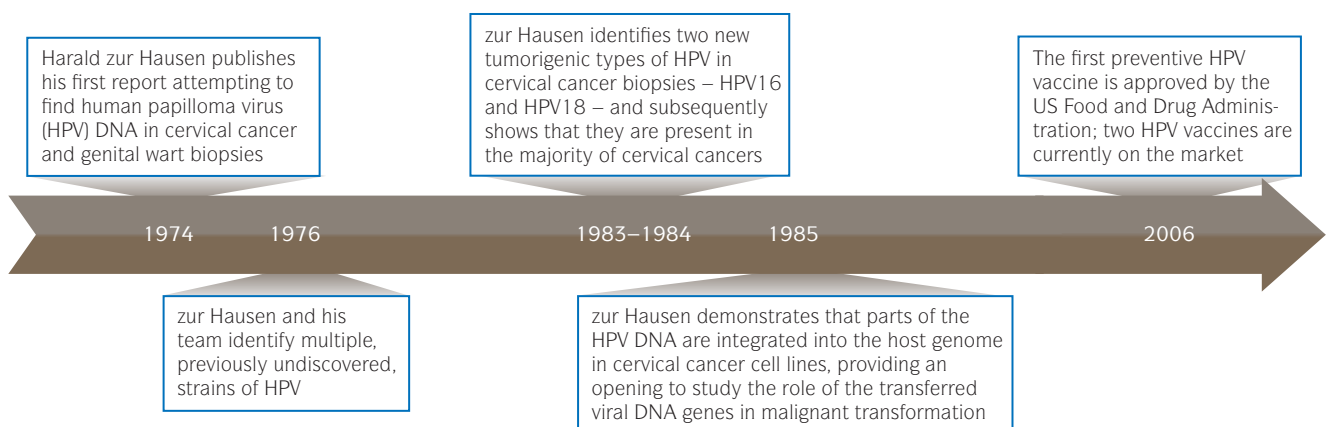 Harald zur Hausen publishes
his first report attempting to
find human papilloma virus
(HPV) DNA in cervical cancer
and genital wart biopsies
zur Hausen identifies two new
tumorigenic types of HPV in
cervical cancer biopsies – HPV16
and HPV18 – and subsequently
shows that they are present in
the majority of cervical cancers
The first preventive HPV
vaccine is approved by the
US Food and Drug Adminis-
tration; two HPV vaccines are
currently on the market
1974 1976 1983–1984 1985 2006
zur Hausen and his
team identify multiple,
previously undiscovered,
strains of HPV
zur Hausen demonstrates that parts of the
HPV DNA are integrated into the host genome
in cervical cancer cell lines, providing an
opening to study the role of the transferred
viral DNA genes in malignant transformation